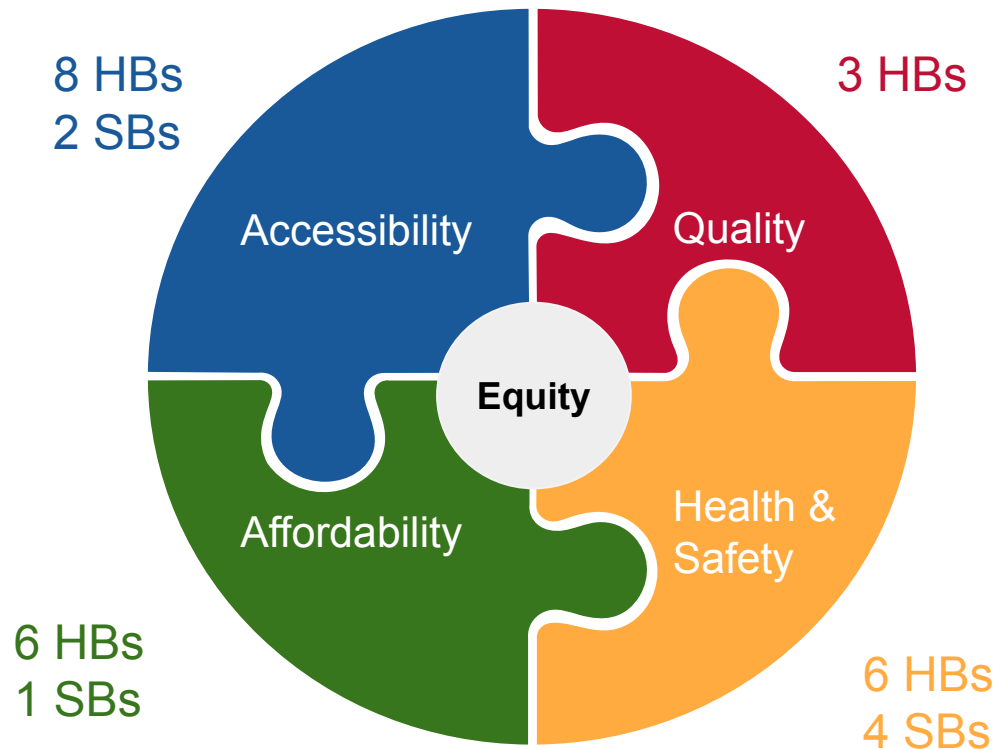 8 HBs
2 SBs
3 HBs
Accessibility
Quality
Equity
Affordability
Health &
Safety
6 HBs
1 SBs
6 HBs
4 SBs